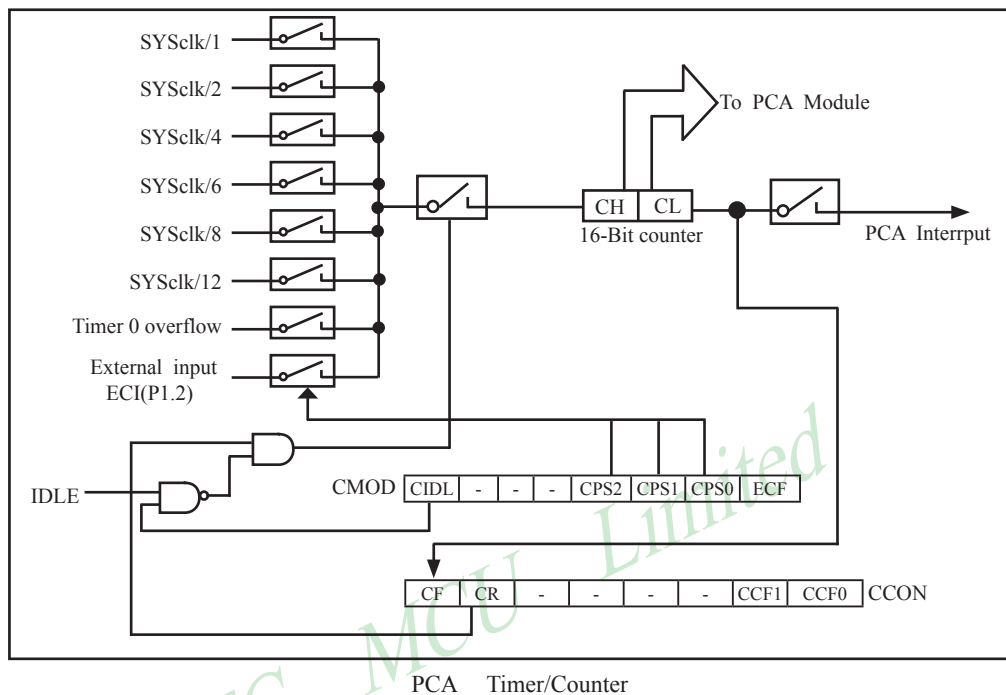 SYSclk/1
SYSclk/2
To PCA Module
SYSclk/4
SYSclk/6
CH CL
16-Bit counter
PCA Interrput
SYSclk/8
SYSclk/12
Timer 0 overflow
External input
ECI(P1.2)
IDLE
CMOD CIDL - - - CPS2 CPS1 CPS0 ECF
CF CR - - - - CCF1 CCF0 CCON
MCU Limited
PCA Timer/Counter